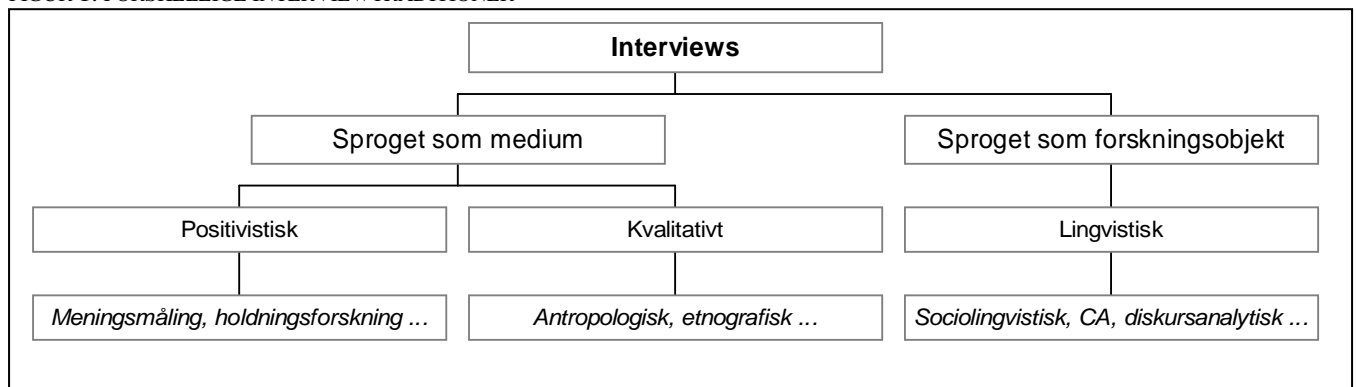 Interviews
Sproget som medium
Sproget som forskningsobjekt
Positivistisk
Kvalitativt
Lingvistisk
Meningsmåling, holdningsforskning ...
Antropologisk, etnografisk ...
Sociolingvistisk, CA, diskursanalytisk ...